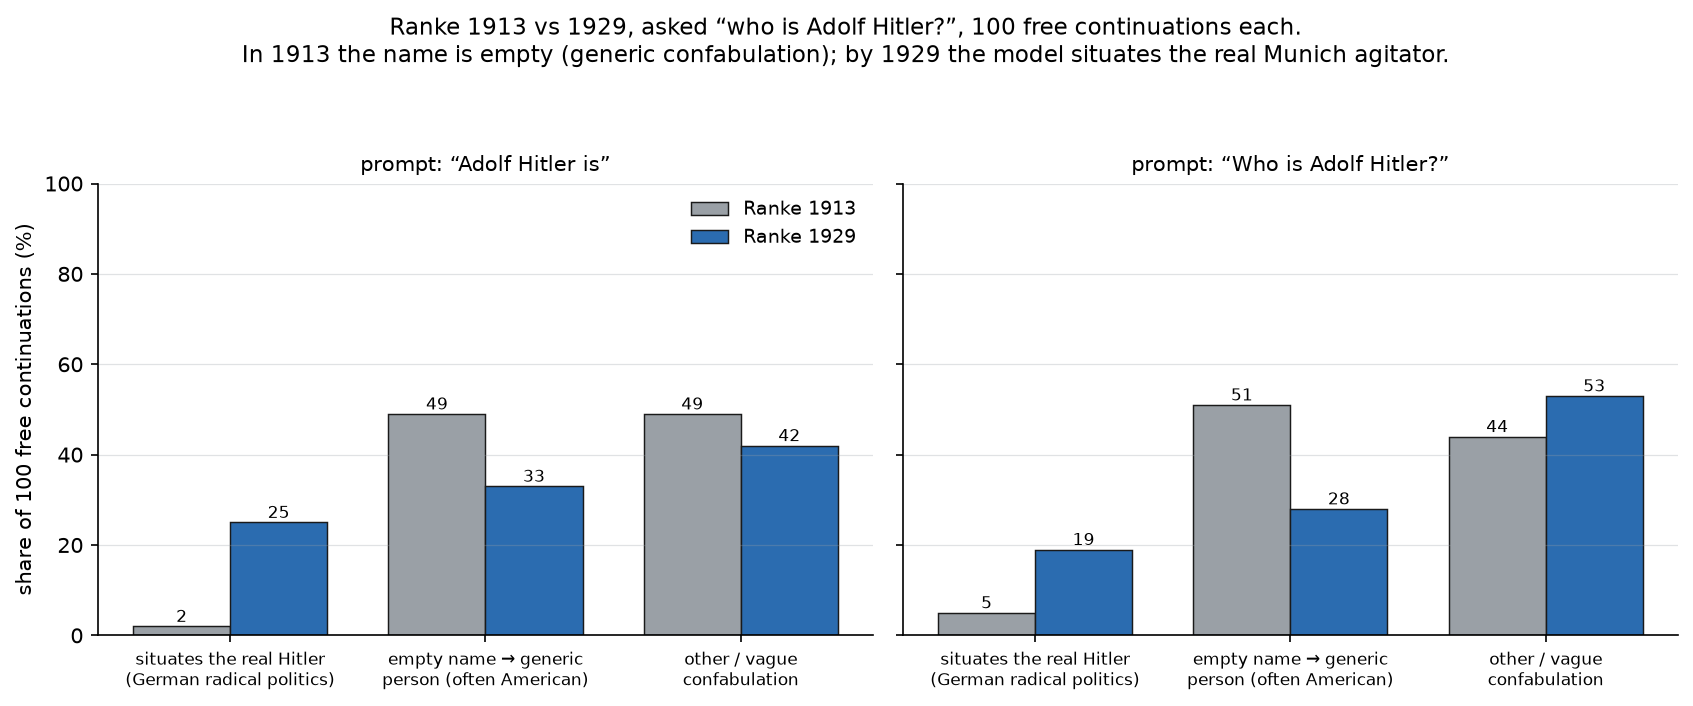 Ranke 1913 vs 1929, asked “who is Adolf Hitler?”, 100 free continuations each.
In 1913 the name is empty (generic confabulation); by 1929 the model situates the real Munich agitator.
prompt: “Adolf Hitler is”
share of 100 free continuations (%)
100
80
60
40
20
0
Ranke 1913
Ranke 1929
2
25
49
33
49
42
situates the real Hitler
(German radical politics)
empty name → generic
person (often American)
other / vague
confabulation
prompt: “Who is Adolf Hitler?”
5
19
51
28
44
53
situates the real Hitler
(German radical politics)
empty name → generic
person (often American)
other / vague
confabulation